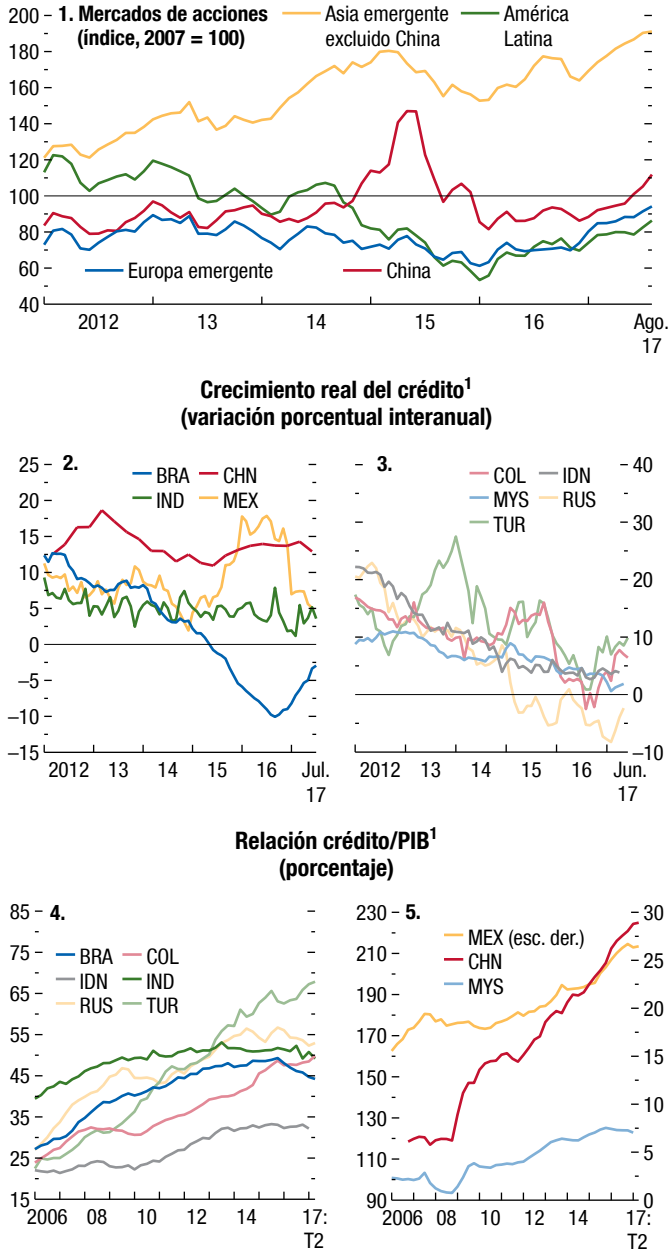 1. Mercados de acciones
(índice, 2007 = 100)
Asia emergente
excluido China
América
Latina
200
180
160
140
120
100
80
60
40
Europa emergente
China
2012
13
14
15
16
Ago.
17
Crecimiento real del crédito1
(variación porcentual interanual)
2.
BRA
CHN
IND
MEX
25
20
15
10
5
0
–5
–10
–15
2012
13
14
15
16
Jul.
17
3.
COL
IDN
MYS
RUS
TUR
40
30
20
10
0
–10
2012
13
14
15
16
Jun.
17
Relación crédito/PIB1
(porcentaje)
4.
BRA
COL
IDN
IND
RUS
TUR
85
75
65
55
45
35
25
15
2006
08
10
12
14
17:
T2
5.
MEX (esc. der.)
CHN
MYS
230
210
190
170
150
130
110
90
30
25
20
15
10
5
0
2006
08
10
12
14
17:
T2